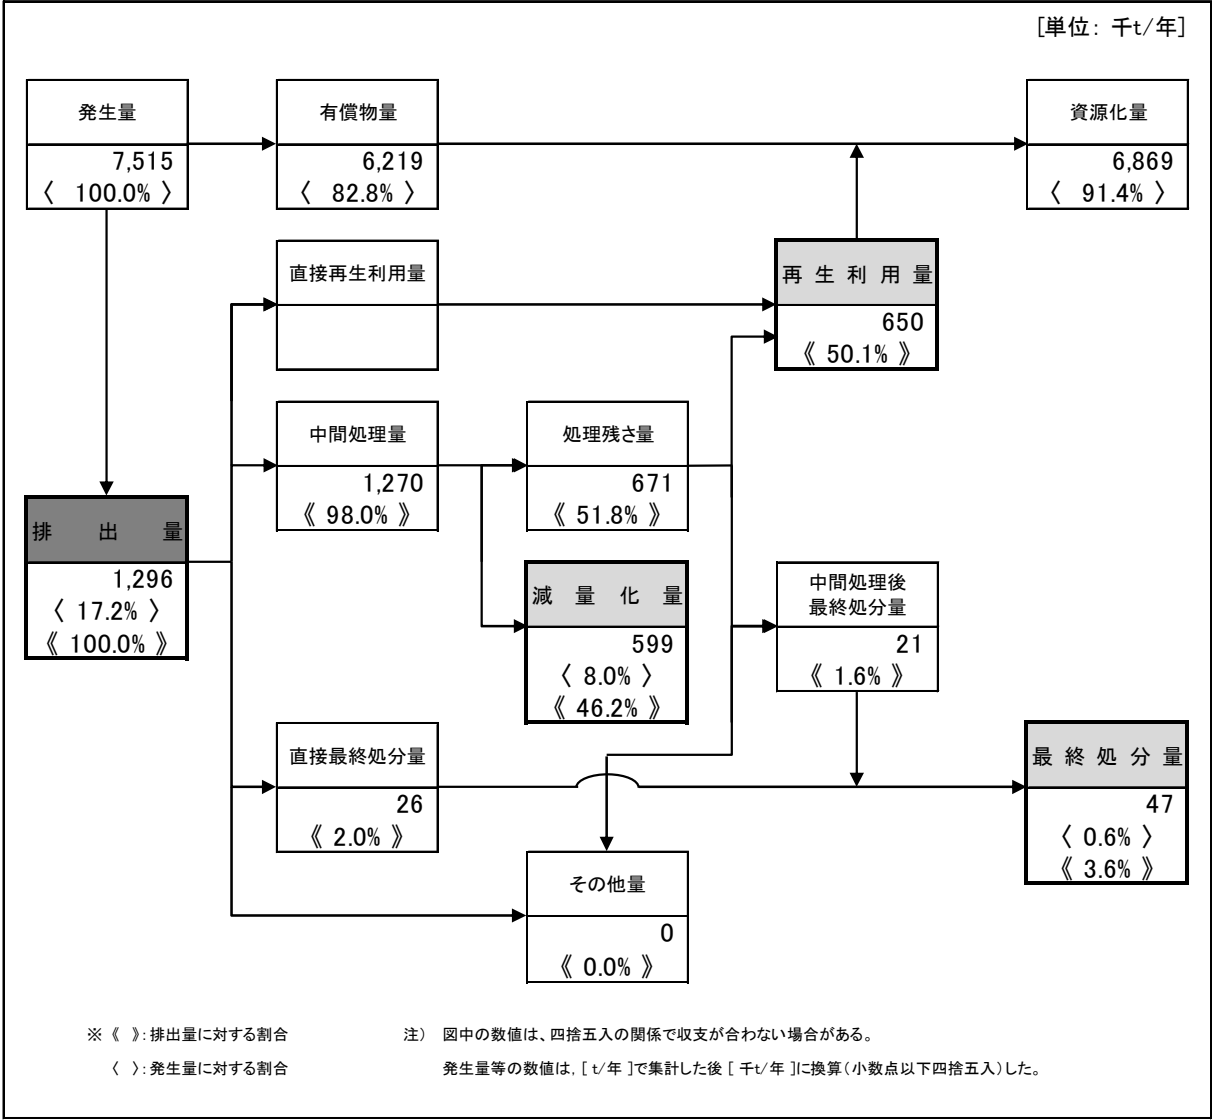 [単位: 千t/年]
発生量
7,515
〈 100.0% 〉
有償物量
6,219
〈 82.8% 〉
資源化量
6,869
〈 91.4% 〉
直接再生利用量
再生利用量
650
《 50.1% 》
中間処理量
1,270
《 98.0% 》
処理残さ量
671
《 51.8% 》
排出量
1,296
〈 17.2% 〉
《 100.0% 》
減量化量
599
〈 8.0% 〉
《 46.2% 》
中間処理後
最終処分量
21
《 1.6% 》
直接最終処分量
26
《 2.0% 》
最終処分量
47
〈 0.6% 〉
《 3.6% 》
その他量
0
《 0.0% 》
※ 《 》:排出量に対する割合
〈 〉:発生量に対する割合
注) 図中の数値は、四捨五入の関係で収支が合わない場合がある。
発生量等の数値は, [ t/年 ]で集計した後 [ 千t/年 ]に換算(小数点以下四捨五入)した。